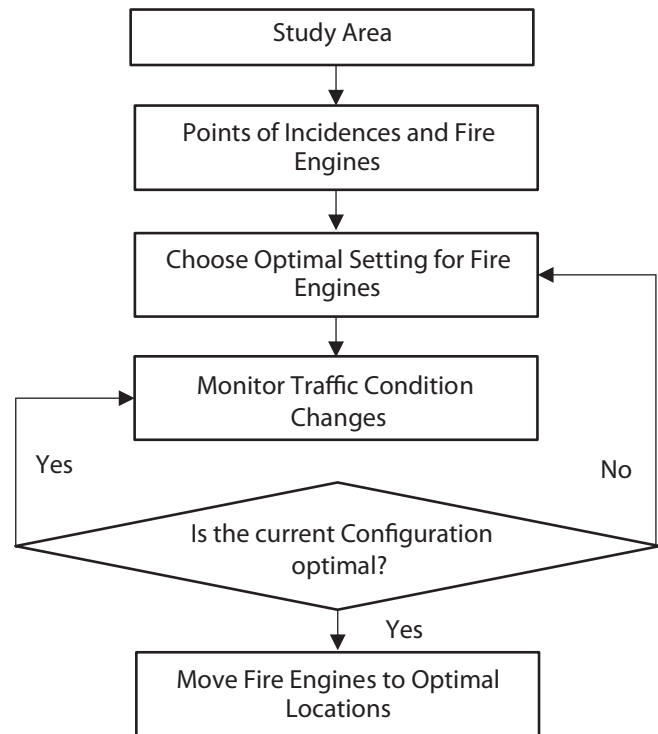 Study Area
Points of Incidences and Fire
Engines
Choose Optimal Setting for Fire
Engines
Monitor Traffic Condition
Changes
Yes
No
Is the current Configuration
optimal?
Yes
Move Fire Engines to Optimal
Locations